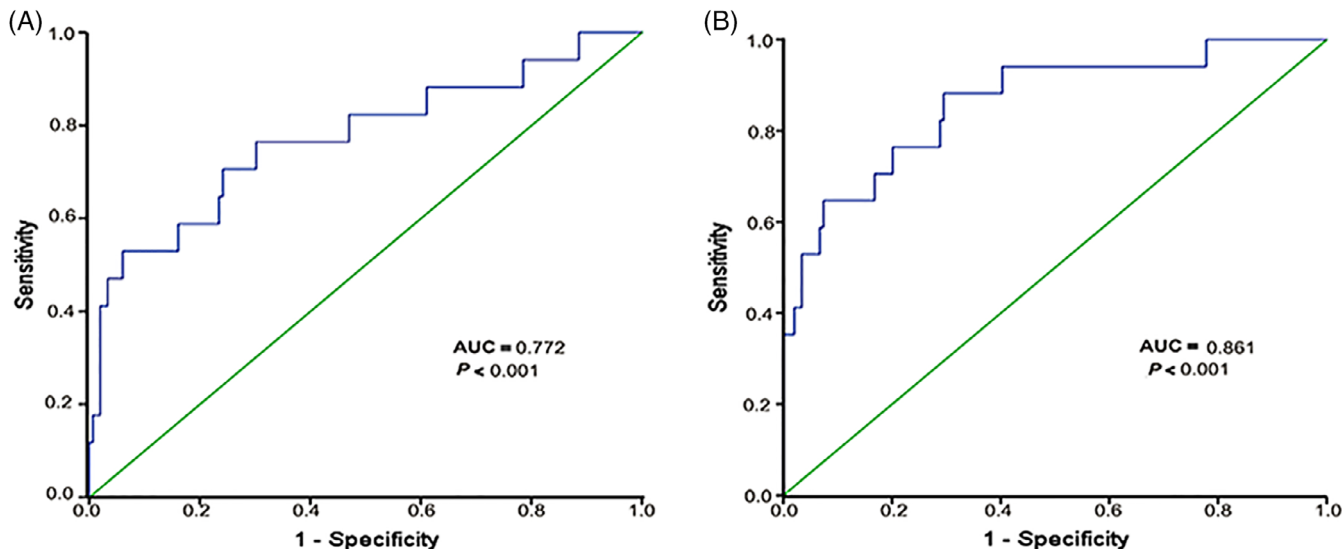 (A)
1.0
0.8
0.6
0.4
0.2
0.0
Sensitivity
AUC = 0.772
P < 0.001
0.0 0.2 0.4 0.6 0.8 1.0
1 - Specificity
(B)
1.0
0.8
0.6
0.4
0.2
0.0
Sensitivity
AUC = 0.861
P < 0.001
0.0 0.2 0.4 0.6 0.8 1.0
1 - Specificity